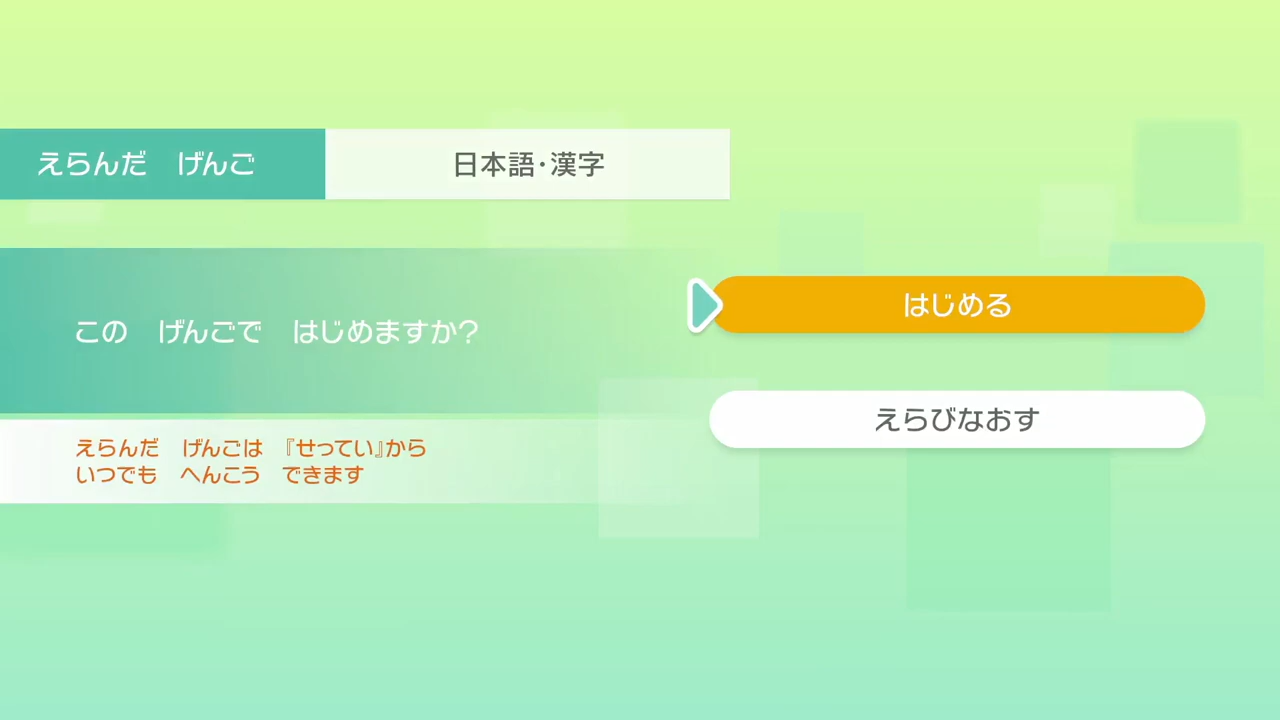 えらんだ　げんご
日本語・漢字
この　げんごで　はじめますか？
はじめる
えらびなおす
えらんだ　げんごは　『せってい』から
いつでも　へんこう　できます